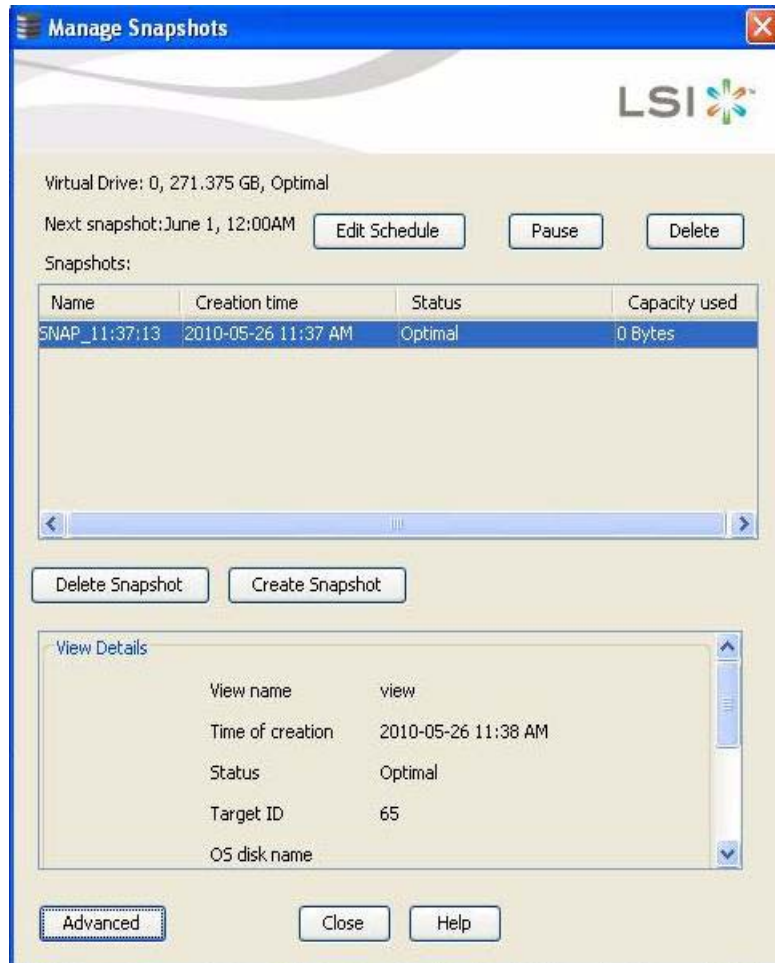 Manage Snapshots
LSI
Virtual Drive: 0, 271.375 GB, Optimal
Next snapshot:June 1, 12:00AM Edit Schedule Pause Delete
Snapshots:
Name Creation time Status Capacity used
SNAP_11:37:13 2010-05-26 11:37 AM Optimal 0 Bytes
Delete Snapshot Create Snapshot
View Details
View name view
Time of creation 2010-05-26 11:38 AM
Status Optimal
Target ID 65
OS disk name
Advanced Close Help